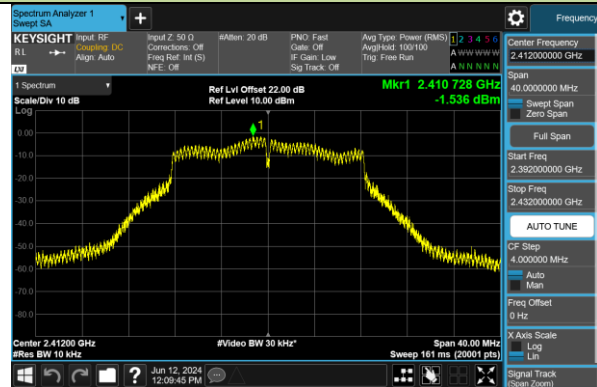 Spectrum Analyzer 1
Swept SA
+
Frequency
KEYSIGHT
Input: RF
Input Z: 50 Ω
#Atten: 20 dB
PNO: Fast
Avg Type: Power (RMS)
1 2 3 4 5 6
RL
Coupling: DC
Corrections: Off
Gate: Off
Avg|Hold: 100/100
A W W W W W
Align: Auto
Freq Ref: Int (S)
IF Gain: Low
Trig: Free Run
NFE: Off
Sig Track: Off
A N N N N N
LXI
1 Spectrum
Ref Lvl Offset 22.00 dB
Mkr1 2.410 728 GHz
Scale/Div 10 dB
Ref Level 10.00 dBm
-1.536 dBm
Log
1
0.00
-10.0
-20.0
-30.0
-40.0
-50.0
-60.0
-70.0
-80.0
Center 2.41200 GHz
#Video BW 30 kHz*
Span 40.00 MHz
#Res BW 10 kHz
Sweep 161 ms (20001 pts)
Jun 12, 2024
12:09:45 PM
?
Center Frequency
2.412000000 GHz
Span
40.0000000 MHz
Swept Span
Zero Span
Full Span
Start Freq
2.392000000 GHz
Stop Freq
2.432000000 GHz
AUTO TUNE
CF Step
4.000000 MHz
Auto
Man
Freq Offset
0 Hz
X Axis Scale
Log
Lin
Signal Track
(Span Zoom)